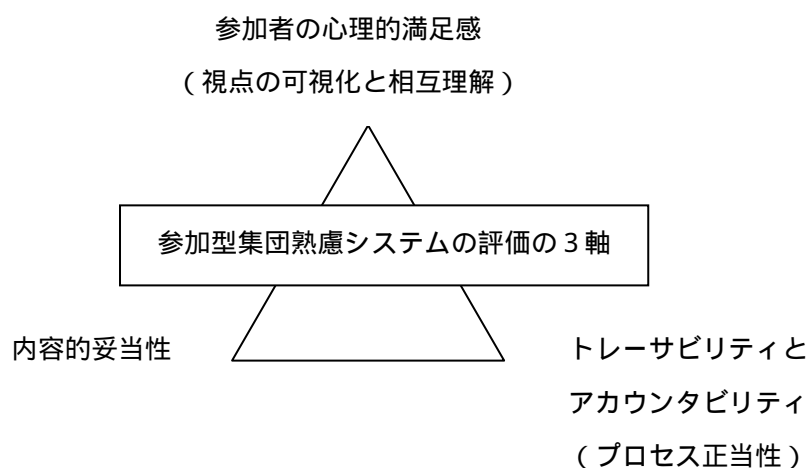 参加者の心理的満足感
（視点の可視化と相互理解）
参加型集団熟慮システムの評価の３軸
内容的妥当性
トレーサビリティと
アカウンタビリティ
（プロセス正当性）